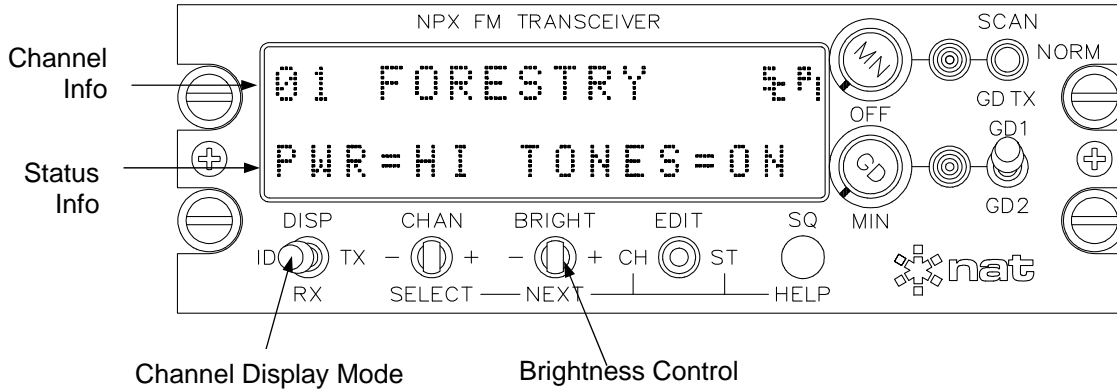 NPX FM TRANSCEIVER
SCAN
NORM
GD TX
Channel
Info
01 FORESTRY
MIN
OFF
GD1
Status
Info
PWR=HI TONES=ON
GD
MIN
GD2
DISP CHAN BRIGHT EDIT SQ
ID TX - + - + CH ST
RX SELECT NEXT HELP
nat
Channel Display Mode
Brightness Control